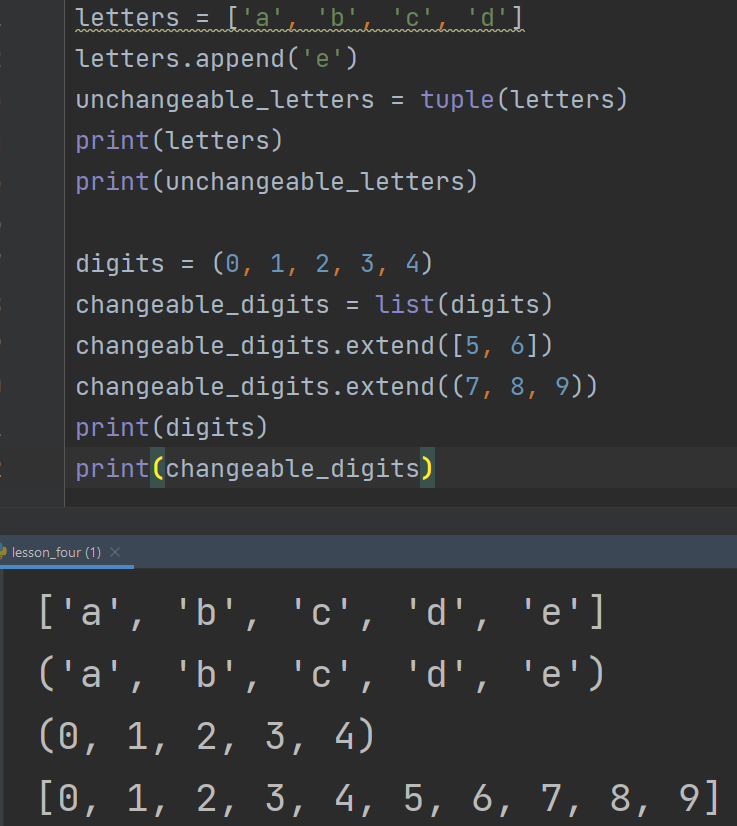 letters = ['a', 'b', 'c', 'd']
letters.append('e')
unchangeable_letters = tuple(letters)
print(letters)
print(unchangeable_letters)
digits = (0, 1, 2, 3, 4)
changeable_digits = list(digits)
changeable_digits.extend([5, 6])
changeable_digits.extend((7, 8, 9))
print(digits)
print(changeable_digits)
lesson_four (1) ×
['a', 'b', 'c', 'd', 'e']
('a', 'b', 'c', 'd', 'e')
(0, 1, 2, 3, 4)
[0, 1, 2, 3, 4, 5, 6, 7, 8, 9]